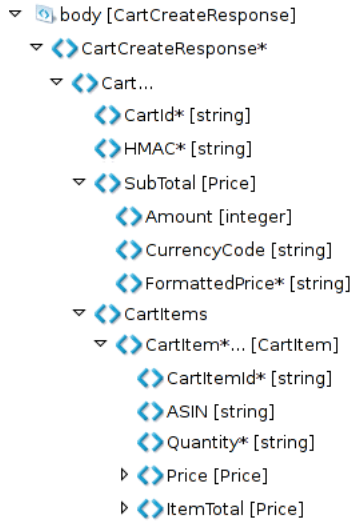 body [CartCreateResponse]
CartCreateResponse*
Cart...
CartId* [string]
HMAC* [string]
SubTotal [Price]
Amount [integer]
CurrencyCode [string]
FormattedPrice* [string]
CartItems
CartItem*... [CartItem]
CartItemId* [string]
ASIN [string]
Quantity* [string]
Price [Price]
ItemTotal [Price]